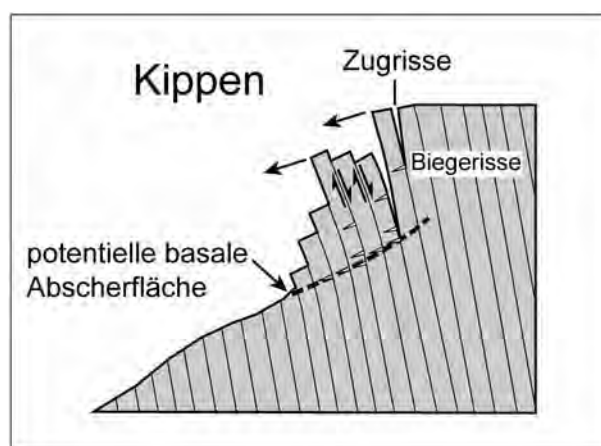 Kippen
Zugrisse
Biegerisse
potentielle basale
Abscherfläche